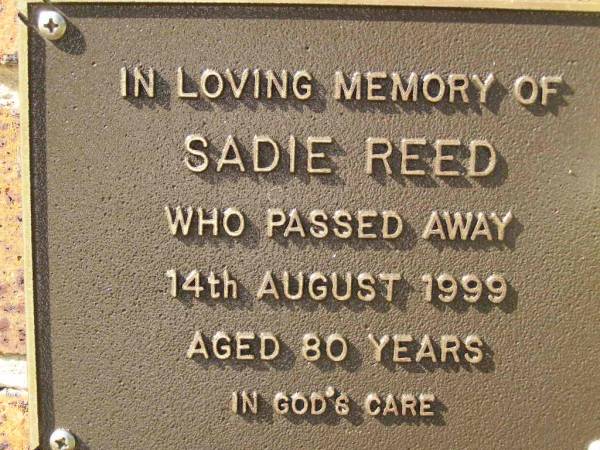 IN LOVING MEMORY OF
SADIE REED
WHO PASSED AWAY
14th AUGUST 1999
AGED 80 YEARS
IN GOD'S CARE